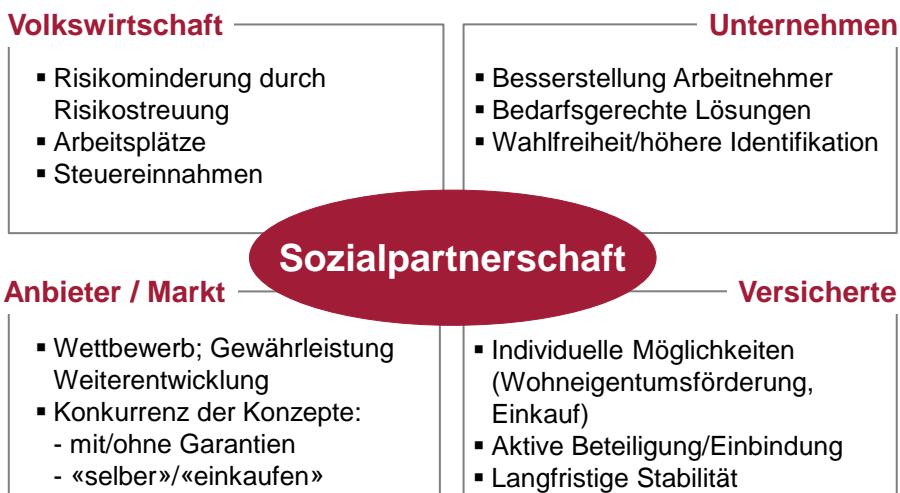 Volkswirtschaft
▪ Risikominderung durch
Risikostreuung
▪ Arbeitsplätze
▪ Steuereinnahmen
Unternehmen
▪ Besserstellung Arbeitnehmer
▪ Bedarfsgerechte Lösungen
▪ Wahlfreiheit/höhere Identifikation
Sozialpartnerschaft
Anbieter / Markt
▪ Wettbewerb; Gewährleistung
Weiterentwicklung
▪ Konkurrenz der Konzepte:
- mit/ohne Garantien
- «selber»/«einkaufen»
Versicherte
▪ Individuelle Möglichkeiten
(Wohneigentumsförderung,
Einkauf)
▪ Aktive Beteiligung/Einbindung
▪ Langfristige Stabilität